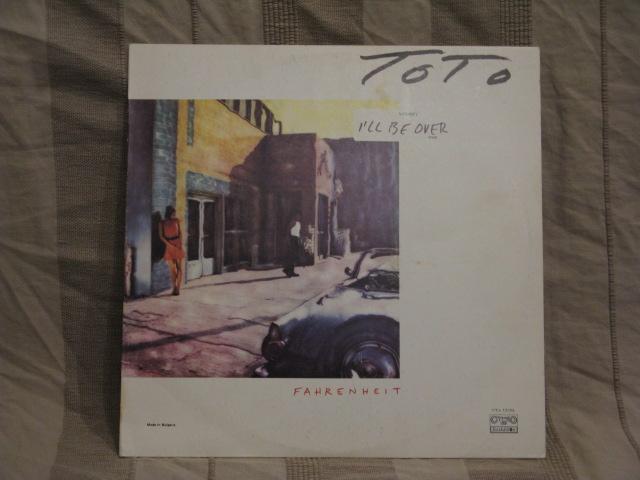 TOTO
I'LL BE OVER
FAHRENHEIT
Made in Bulgaria